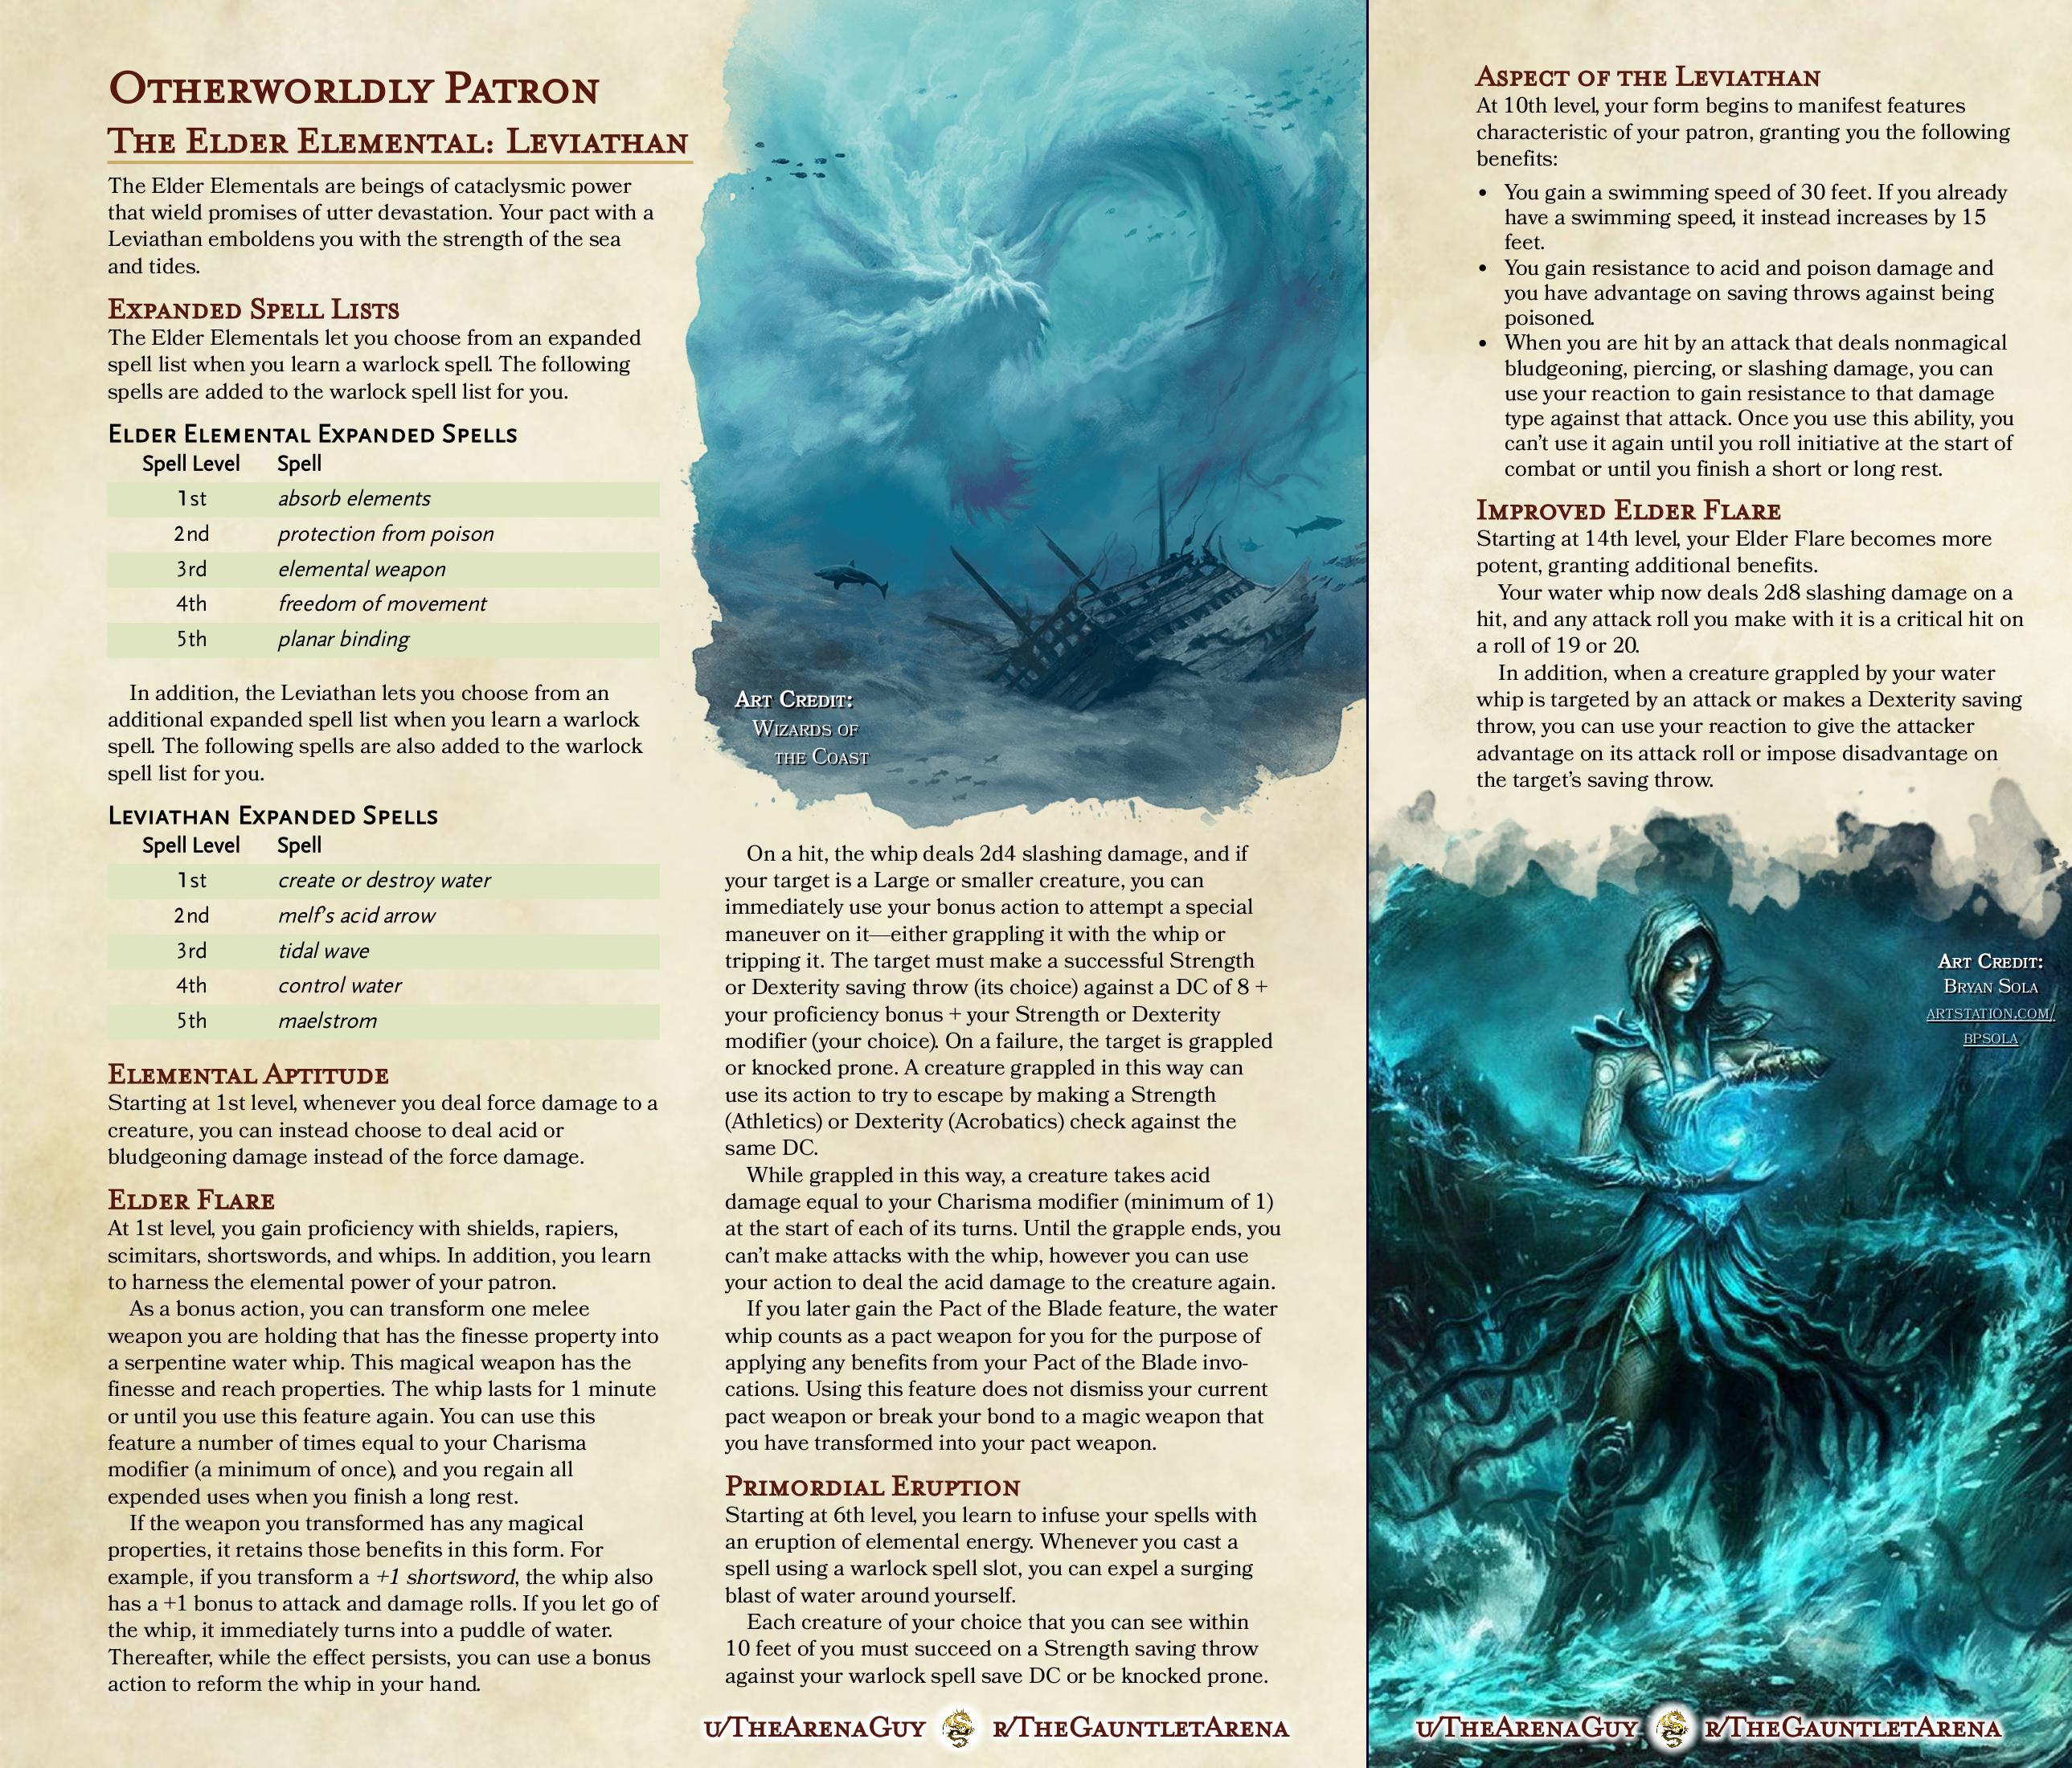 Otherworldly Patron
The Elder Elemental: Leviathan
The Elder Elementals are beings of cataclysmic power
that wield promises of utter devastation. Your pact with a
Leviathan emboldens you with the strength of the sea
and tides.
Expanded Spell Lists
The Elder Elementals let you choose from an expanded
spell list when you learn a warlock spell. The following
spells are added to the warlock spell list for you.
Elder Elemental Expanded Spells
Spell Level Spell
1st absorb elements
2nd protection from poison
3rd elemental weapon
4th freedom of movement
5th planar binding
In addition, the Leviathan lets you choose from an
additional expanded spell list when you learn a warlock
spell. The following spells are also added to the warlock
spell list for you.
Leviathan Expanded Spells
Spell Level Spell
1st create or destroy water
2nd melf's acid arrow
3rd tidal wave
4th control water
5th maelstrom
Elemental Aptitude
Starting at 1st level, whenever you deal force damage to a
creature, you can instead choose to deal acid or
bludgeoning damage instead of the force damage.
Elder Flare
At 1st level, you gain proficiency with shields, rapiers,
scimitars, shortswords, and whips. In addition, you learn
to harness the elemental power of your patron.
As a bonus action, you can transform one melee
weapon you are holding that has the finesse property into
a serpentine water whip. This magical weapon has the
finesse and reach properties. The whip lasts for 1 minute
or until you use this feature again. You can use this
feature a number of times equal to your Charisma
modifier (a minimum of once), and you regain all
expended uses when you finish a long rest.
If the weapon you transformed has any magical
properties, it retains those benefits in this form. For
example, if you transform a +1 shortsword, the whip also
has a +1 bonus to attack and damage rolls. If you let go of
the whip, it immediately turns into a puddle of water.
Thereafter, while the effect persists, you can use a bonus
action to reform the whip in your hand.
Art Credit:
Wizards of
the Coast
On a hit, the whip deals 2d4 slashing damage, and if
your target is a Large or smaller creature, you can
immediately use your bonus action to attempt a special
maneuver on it—either grappling it with the whip or
tripping it. The target must make a successful Strength
or Dexterity saving throw (its choice) against a DC of 8 +
your proficiency bonus + your Strength or Dexterity
modifier (your choice). On a failure, the target is grappled
or knocked prone. A creature grappled in this way can
use its action to try to escape by making a Strength
(Athletics) or Dexterity (Acrobatics) check against the
same DC.
While grappled in this way, a creature takes acid
damage equal to your Charisma modifier (minimum of 1)
at the start of each of its turns. Until the grapple ends, you
can't make attacks with the whip, however you can use
your action to deal the acid damage to the creature again.
If you later gain the Pact of the Blade feature, the water
whip counts as a pact weapon for you for the purpose of
applying any benefits from your Pact of the Blade invo-
cations. Using this feature does not dismiss your current
pact weapon or break your bond to a magic weapon that
you have transformed into your pact weapon.
Primordial Eruption
Starting at 6th level, you learn to infuse your spells with
an eruption of elemental energy. Whenever you cast a
spell using a warlock spell slot, you can expel a surging
blast of water around yourself.
Each creature of your choice that you can see within
10 feet of you must succeed on a Strength saving throw
against your warlock spell save DC or be knocked prone.
u/TheArenaGuy r/TheGauntletArena
Aspect of the Leviathan
At 10th level, your form begins to manifest features
characteristic of your patron, granting you the following
benefits:
• You gain a swimming speed of 30 feet. If you already
have a swimming speed, it instead increases by 15
feet.
• You gain resistance to acid and poison damage and
you have advantage on saving throws against being
poisoned.
• When you are hit by an attack that deals nonmagical
bludgeoning, piercing, or slashing damage, you can
use your reaction to gain resistance to that damage
type against that attack. Once you use this ability, you
can't use it again until you roll initiative at the start of
combat or until you finish a short or long rest.
Improved Elder Flare
Starting at 14th level, your Elder Flare becomes more
potent, granting additional benefits.
Your water whip now deals 2d8 slashing damage on a
hit, and any attack roll you make with it is a critical hit on
a roll of 19 or 20.
In addition, when a creature grappled by your water
whip is targeted by an attack or makes a Dexterity saving
throw, you can use your reaction to give the attacker
advantage on its attack roll or impose disadvantage on
the target's saving throw.
Art Credit:
Bryan Sola
artstation.com/
bpsola
u/TheArenaGuy r/TheGauntletArena